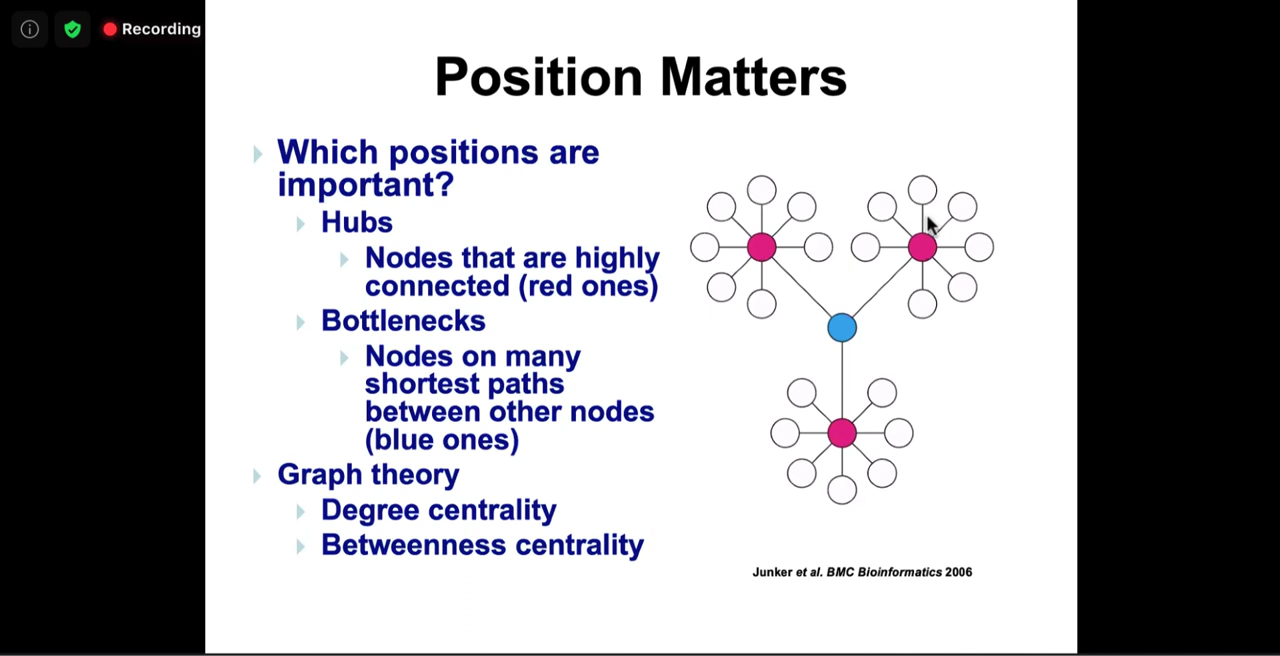 Recording
Position Matters
Which positions are
important?
Hubs
Nodes that are highly
connected (red ones)
Bottlenecks
Nodes on many
shortest paths
between other nodes
(blue ones)
Graph theory
Degree centrality
Betweenness centrality
Junker et al. BMC Bioinformatics 2006